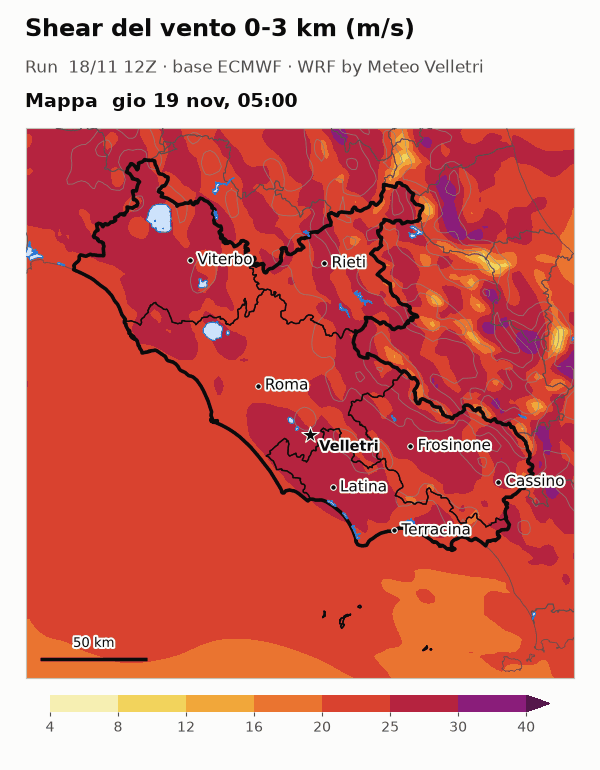 Shear del vento 0-3 km (m/s)
Run  18/11 12Z · base ECMWF · WRF by Meteo Velletri
Mappa  gio 19 nov, 05:00
Viterbo
Rieti
Roma
Velletri
Frosinone
Latina
Cassino
Terracina
50 km
4 8 12 16 20 25 30 40